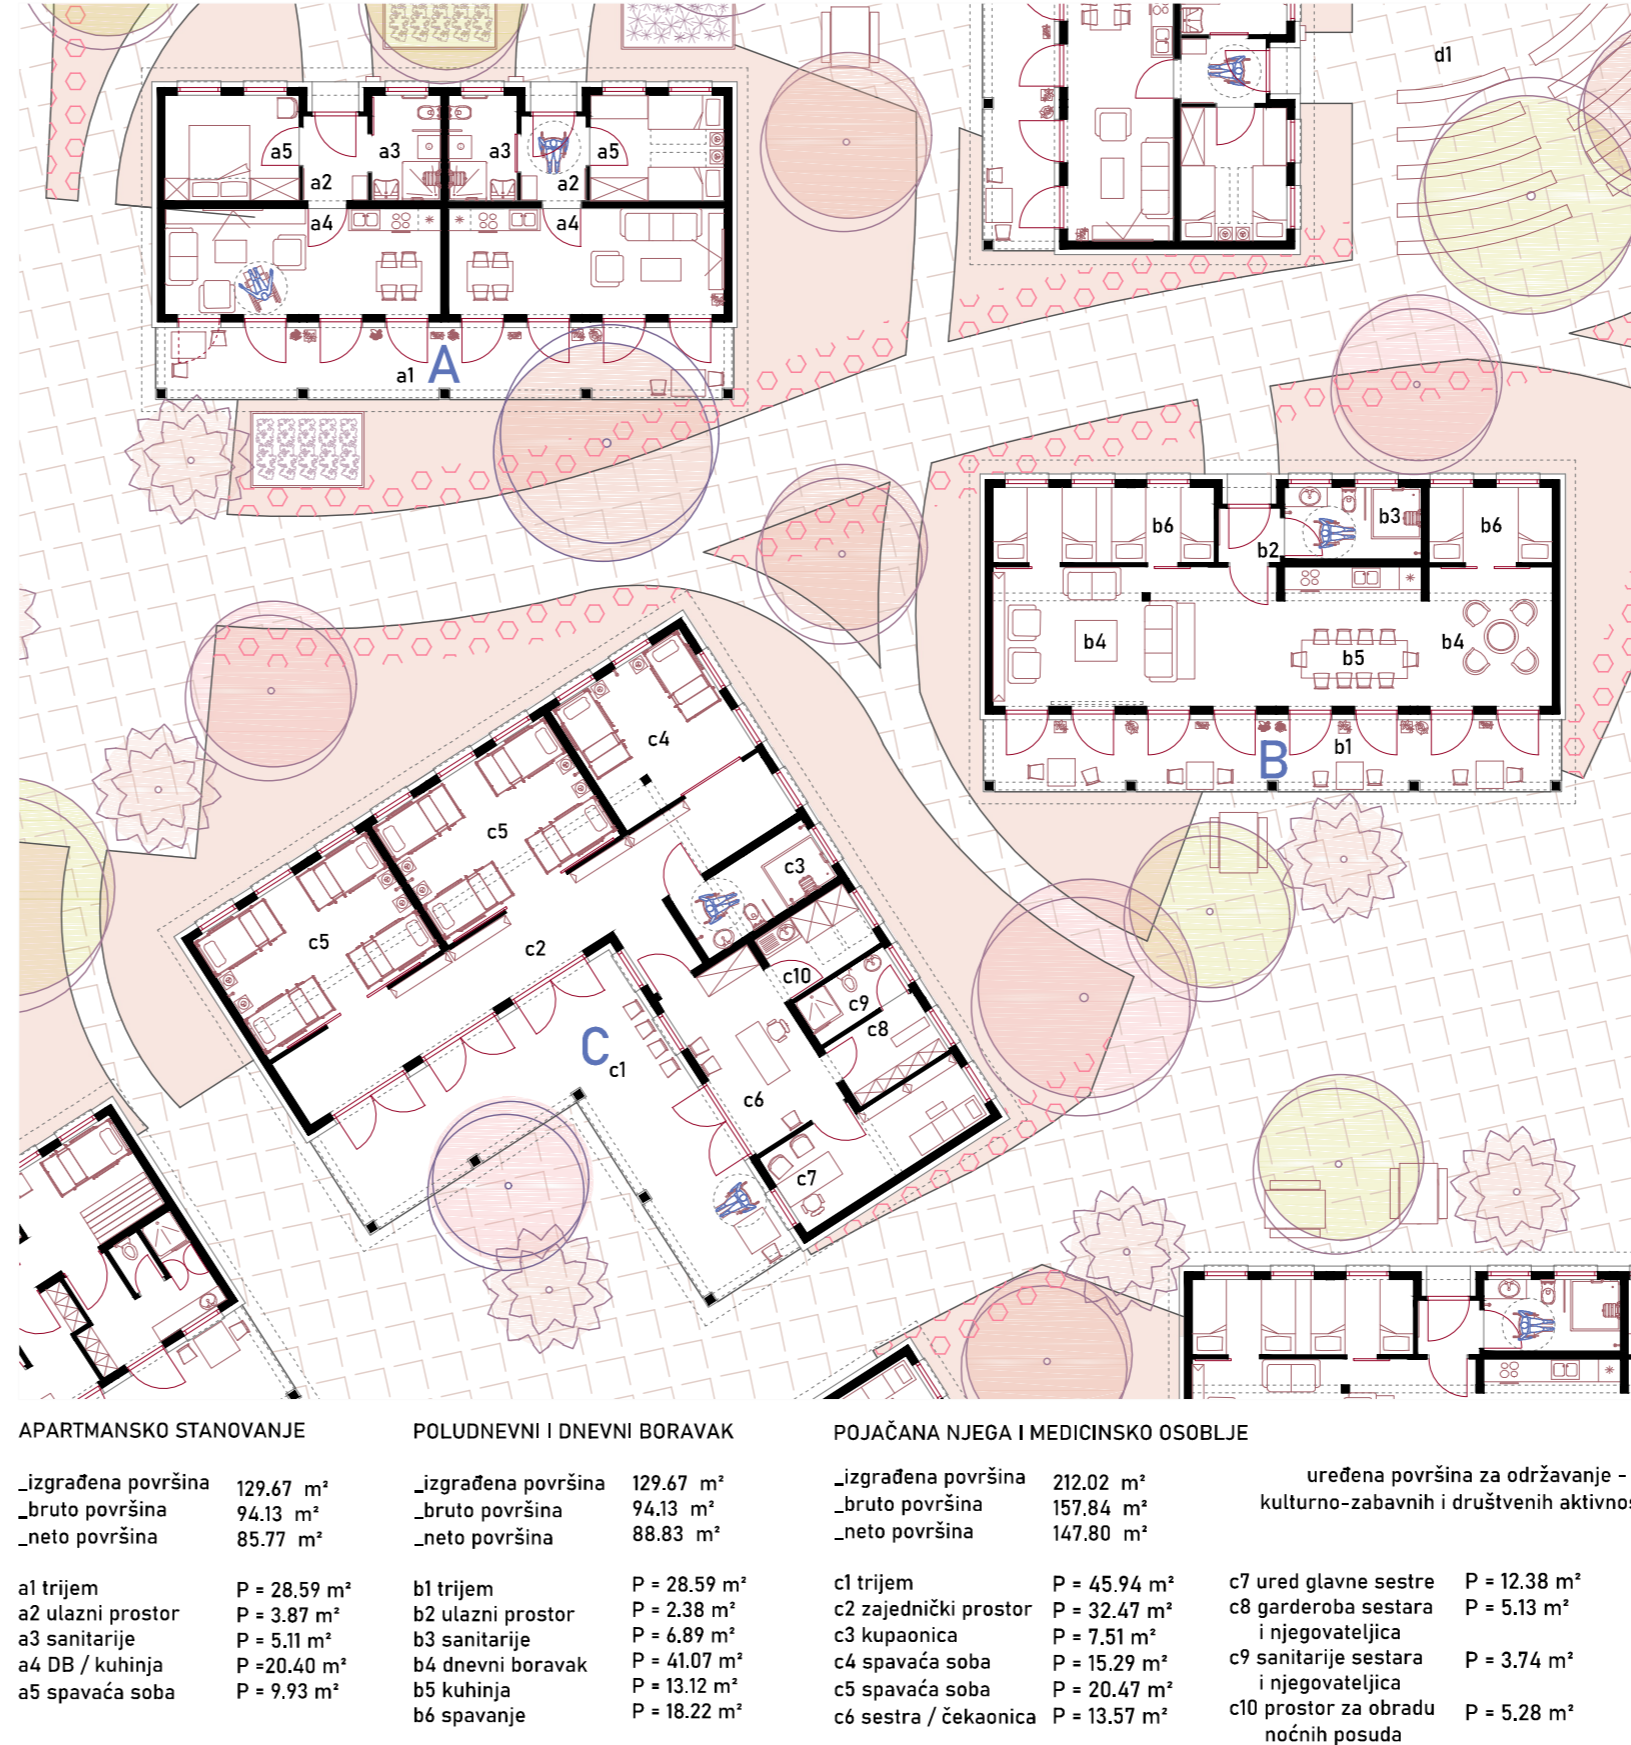 d1
a5
a3
a3
a5
a2
a2
a4
a4
a1
A
b6
b3
b6
b2
b4
b5
b4
b1
B
c4
c5
c3
c5
c2
c10
c9
c8
C
c1
c6
c7
APARTMANSKO STANOVANJE
_izgrađena površina 129.67 m²
_bruto površina 94.13 m²
_neto površina 85.77 m²
a1 trijem P = 28.59 m²
a2 ulazni prostor P = 3.87 m²
a3 sanitarije P = 5.11 m²
a4 DB / kuhinja P =20.40 m²
a5 spavaća soba P = 9.93 m²
POLUDNEVNI I DNEVNI BORAVAK
_izgrađena površina 129.67 m²
_bruto površina 94.13 m²
_neto površina 88.83 m²
b1 trijem P = 28.59 m²
b2 ulazni prostor P = 2.38 m²
b3 sanitarije P = 6.89 m²
b4 dnevni boravak P = 41.07 m²
b5 kuhinja P = 13.12 m²
b6 spavanje P = 18.22 m²
POJAČANA NJEGA I MEDICINSKO OSOBLJE
_izgrađena površina 212.02 m²
_bruto površina 157.84 m²
_neto površina 147.80 m²
c1 trijem P = 45.94 m²
c2 zajednički prostor P = 32.47 m²
c3 kupaonica P = 7.51 m²
c4 spavaća soba P = 15.29 m²
c5 spavaća soba P = 20.47 m²
c6 sestra / čekaonica P = 13.57 m²
uređena površina za održavanje -
kulturno-zabavnih i društvenih
c7 ured glavne sestre P = 12.38 m²
c8 garderoba sestara P = 5.13 m²
i njegovateljica
c9 sanitarije sestara P = 3.74 m²
i njegovateljica
c10 prostor za obradu P = 5.28 m²
noćnih posuda